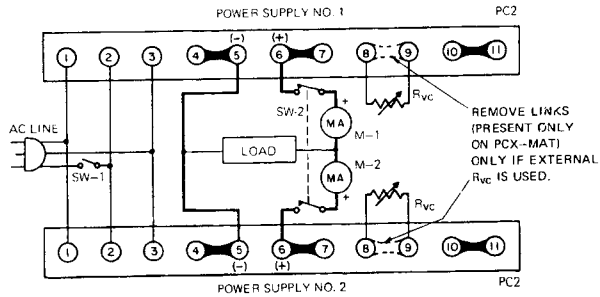 POWER SUPPLY NO. 1
PC2
(-) (+)
1 2 3 4 5 6 7 8 9 10 11
RVC
SW-2
+
MA
M-1
AC LINE
LOAD
SW-1
M-2
MA
+
RVC
REMOVE LINKS
(PRESENT ONLY
ON PCX-MAT)
ONLY IF EXTERNAL
RVC IS USED.
1 2 3 4 5 6 7 8 9 10 11
(-) (+)
PC2
POWER SUPPLY NO. 2